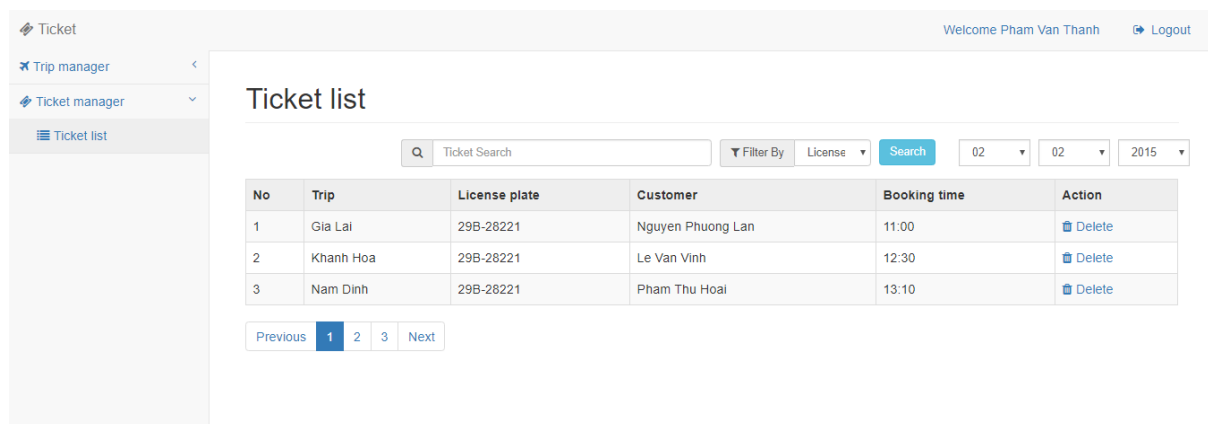 Ticket Welcome Pham Van Thanh Logout
Trip manager
Ticket manager
Ticket list
Ticket list
Ticket Search Filter By License Search 02 02 2015
No Trip License plate Customer Booking time Action
1 Gia Lai 29B-28221 Nguyen Phuong Lan 11:00 Delete
2 Khanh Hoa 29B-28221 Le Van Vinh 12:30 Delete
3 Nam Dinh 29B-28221 Pham Thu Hoai 13:10 Delete
Previous 1 2 3 Next